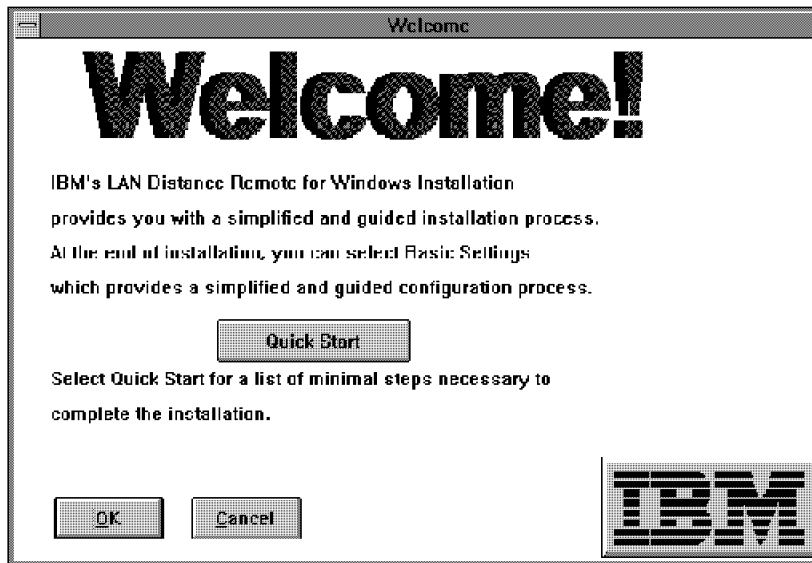 Welcome
Welcome!
IBM's LAN Distance Remote for Windows Installation
provides you with a simplified and guided installation process.
At the end of installation, you can select Basic Settings
which provides a simplified and guided configuration process.
Quick Start
Select Quick Start for a list of minimal steps necessary to
complete the installation.
OK
Cancel
IBM